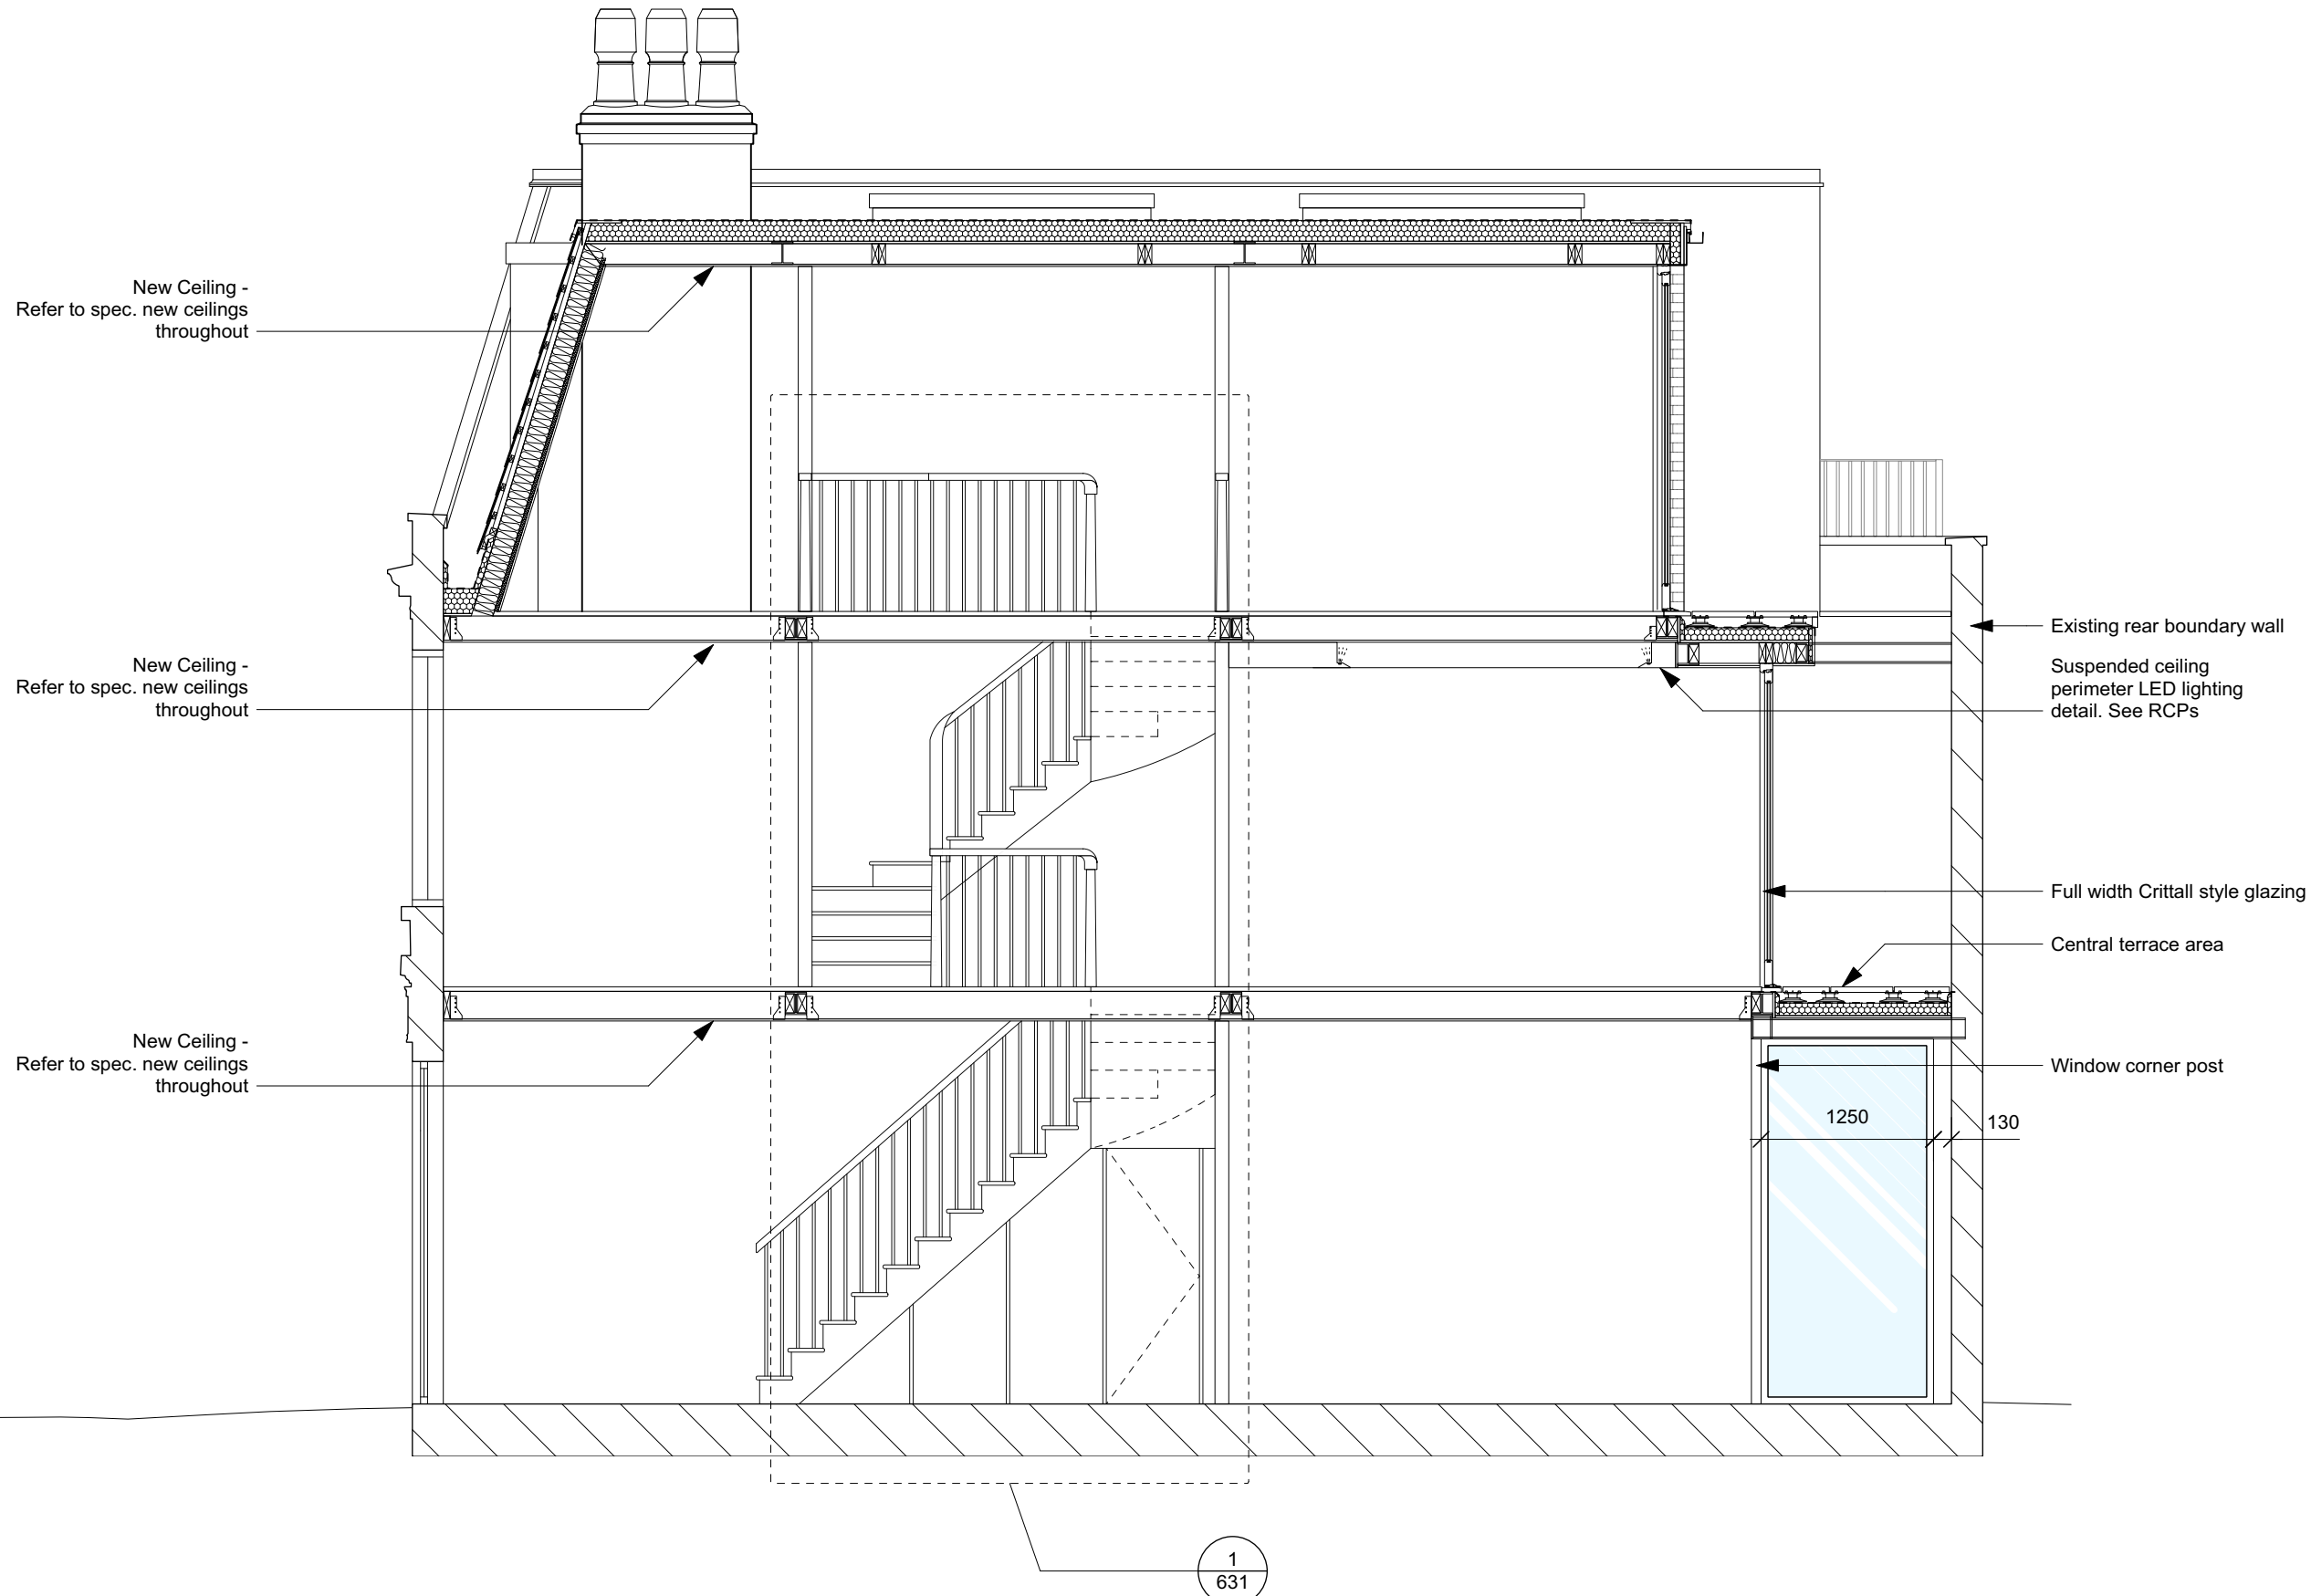 New Ceiling -
Refer to spec. new ceilings
throughout
New Ceiling -
Refer to spec. new ceilings
throughout
New Ceiling -
Refer to spec. new ceilings
throughout
Existing rear boundary wall
Suspended ceiling
perimeter LED lighting
detail. See RCPs
Full width Crittall style glazing
Central terrace area
Window corner post
1250
130
1
631